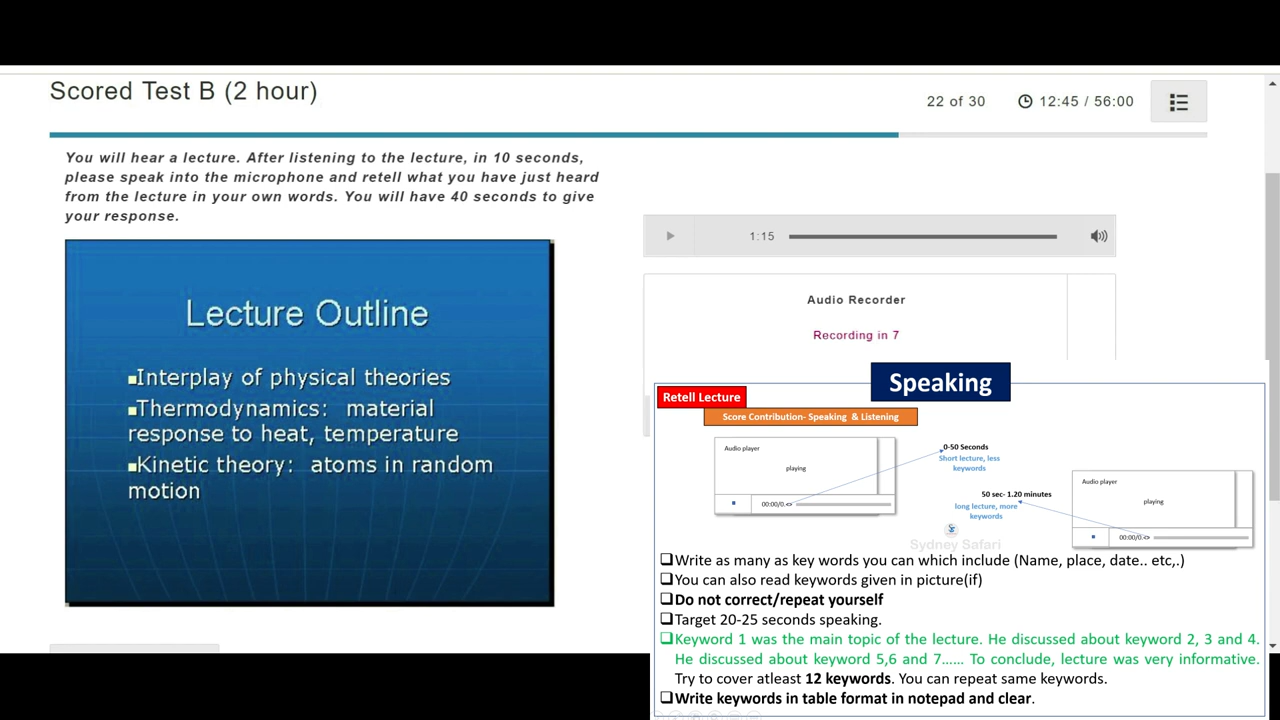 Scored Test B (2 hour)
22 of 30
12:45 / 56:00
You will hear a lecture. After listening to the lecture, in 10 seconds,
please speak into the microphone and retell what you have just heard
from the lecture in your own words. You will have 40 seconds to give
your response.
1:15
Lecture Outline
Interplay of physical theories
Thermodynamics: material
response to heat, temperature
Kinetic theory: atoms in random
motion
Audio Recorder
Recording in 7
Speaking
Retell Lecture
Score Contribution- Speaking & Listening
Audio player
playing
00:00/0.
0-50 Seconds
Short lecture, less
keywords
50 sec- 1.20 minutes
long lecture, more
keywords
Audio player
playing
00:00/0.
Sydney Safari
Write as many as key words you can which include (Name, place, date.. etc,.)
You can also read keywords given in picture(if)
Do not correct/repeat yourself
Target 20-25 seconds speaking.
Keyword 1 was the main topic of the lecture. He discussed about keyword 2, 3 and 4.
He discussed about keyword 5,6 and 7...... To conclude, lecture was very informative.
Try to cover atleast 12 keywords. You can repeat same keywords.
Write keywords in table format in notepad and clear.